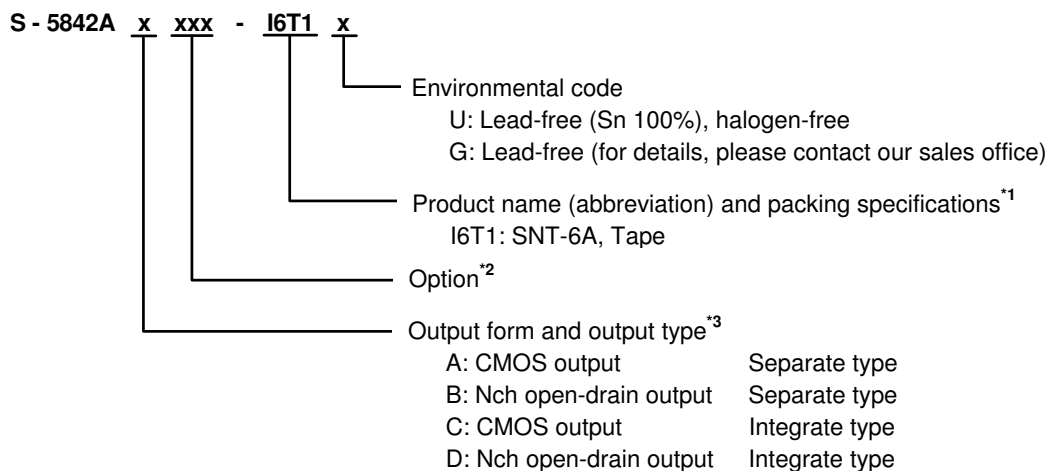 S - 5842A x xxx - I6T1 x
Environmental code
U: Lead-free (Sn 100%), halogen-free
G: Lead-free (for details, please contact our sales office)
Product name (abbreviation) and packing specifications*1
I6T1: SNT-6A, Tape
Option*2
Output form and output type*3
A: CMOS output Separate type
B: Nch open-drain output Separate type
C: CMOS output Integrate type
D: Nch open-drain output Integrate type